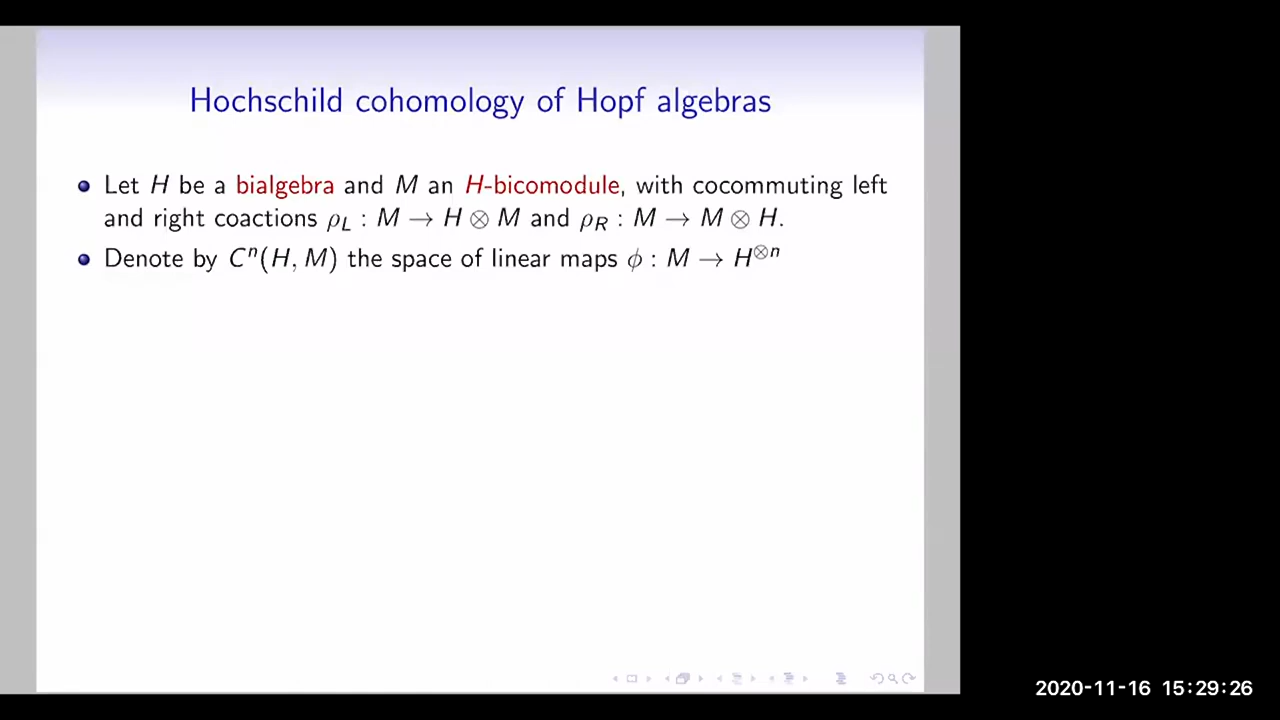 Hochschild cohomology of Hopf algebras
Let H be a bialgebra and M an H-bicomodule, with cocommuting left
and right coactions ρ_L : M → H ⊗ M and ρ_R : M → M ⊗ H.
Denote by Cⁿ(H, M) the space of linear maps ϕ : M → H^{⊗n}
2020-11-16 15:29:26